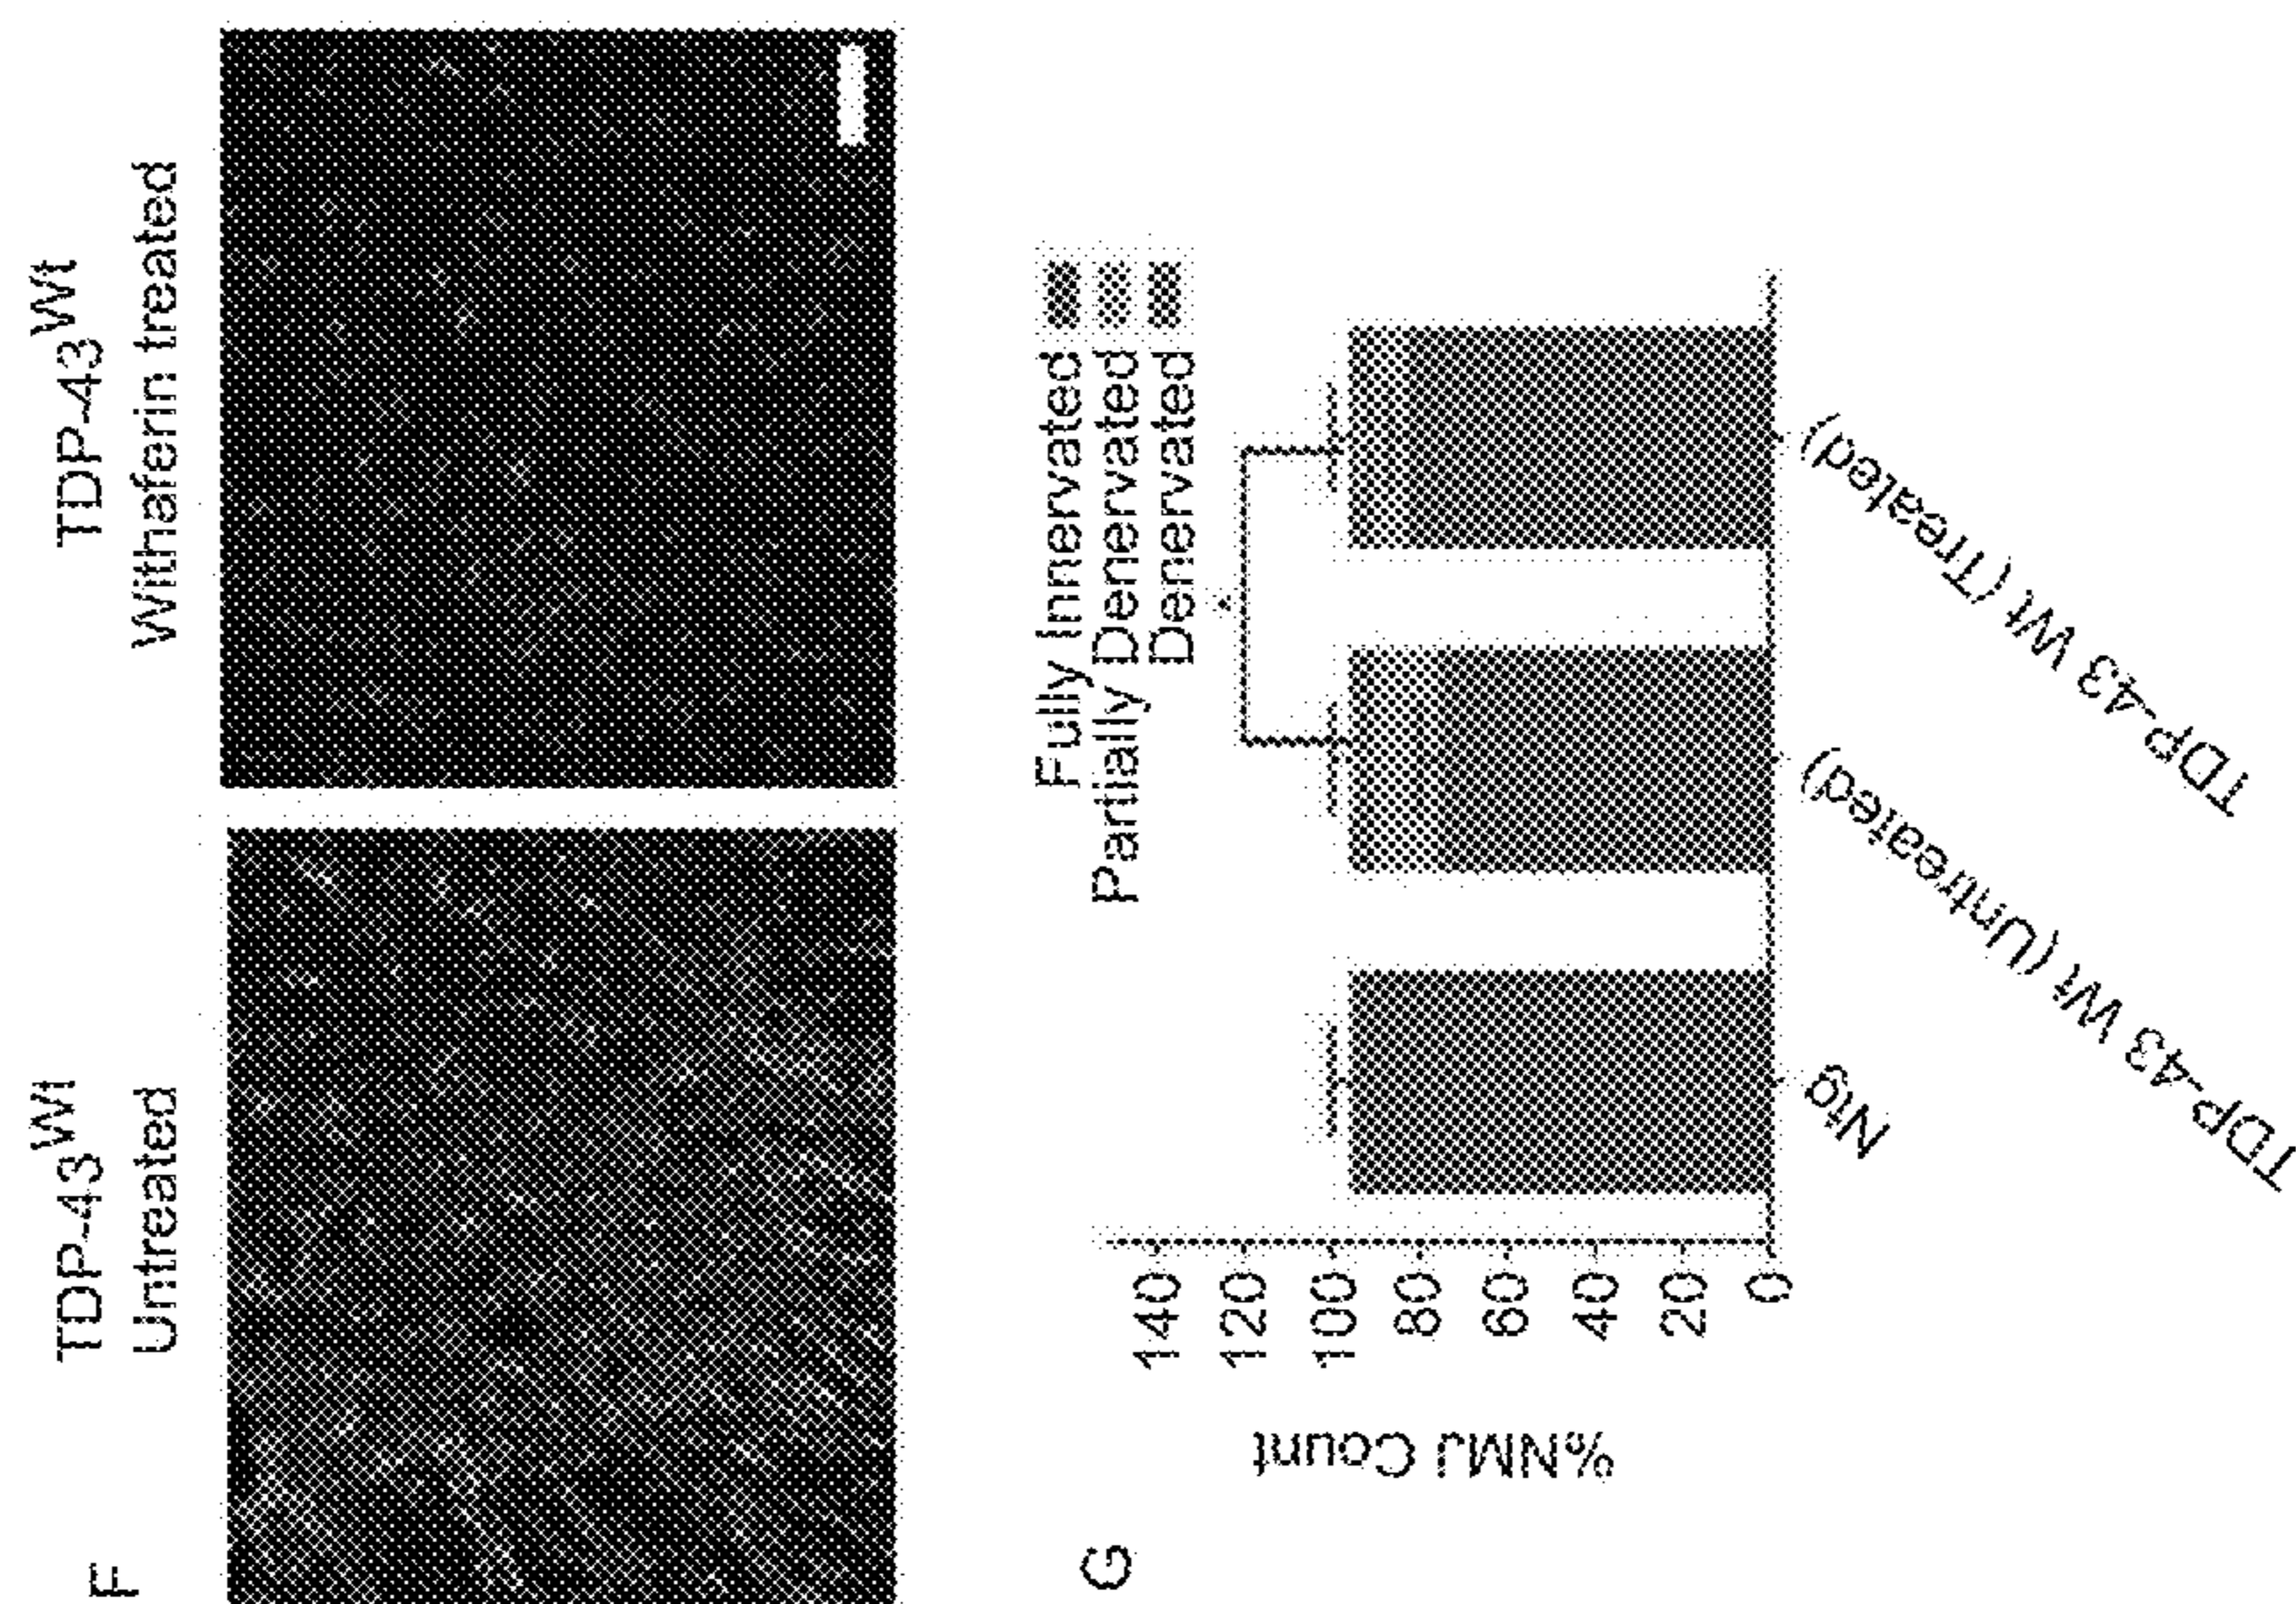 F
TDP-43Wt
Untreated
TDP-43Wt
Withaferin treated
G
Fully Innervated
Partially Denervated
Denervated
*
%NMJ Count
140
120
100
80
60
40
20
0
Ntg
TDP-43 Wt (Untreated)
TDP-43 Wt (Treated)